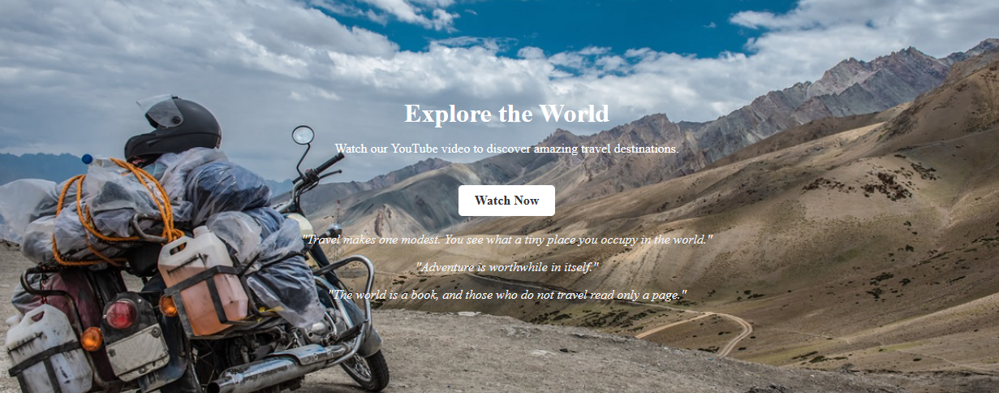 Explore the World
Watch our YouTube video to discover amazing travel destinations.
Watch Now
"Travel makes one modest. You see what a tiny place you occupy in the world."
"Adventure is worthwhile in itself."
"The world is a book, and those who do not travel read only a page."